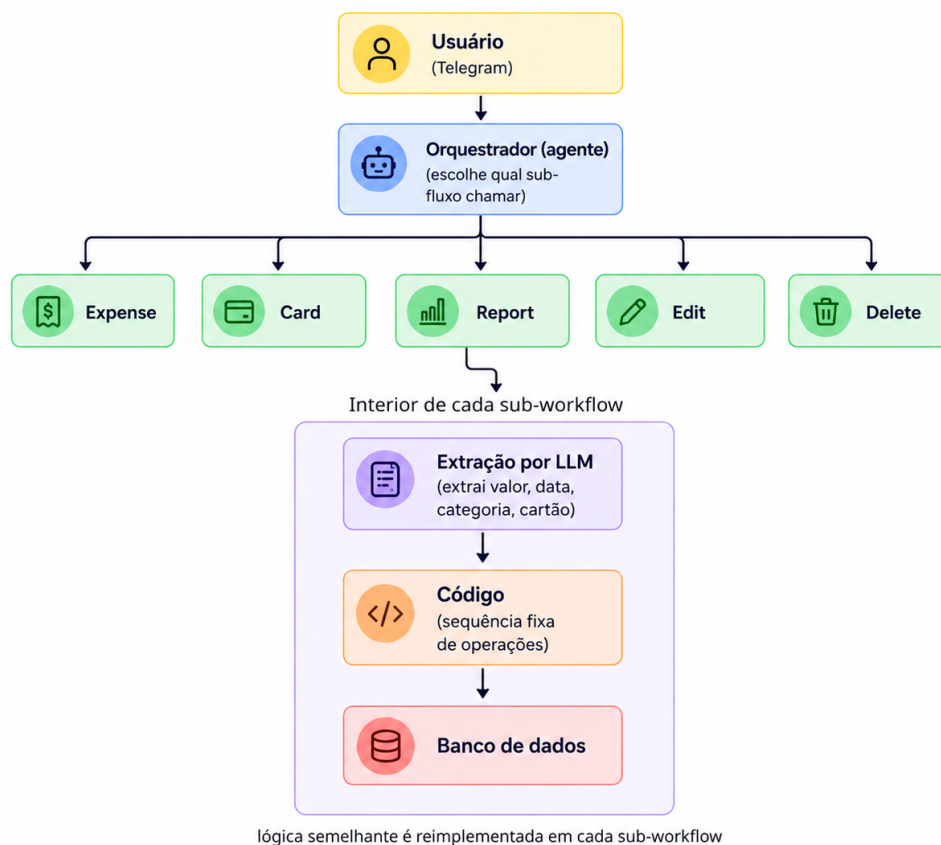 Usuário
(Telegram)
Orquestrador (agente)
(escolhe qual sub-
fluxo chamar)
Expense
Card
Report
Edit
Delete
Interior de cada sub-workflow
Extração por LLM
(extrai valor, data,
categoria, cartão)
Código
(sequência fixa
de operações)
Banco de dados
lógica semelhante é reimplementada em cada sub-workflow